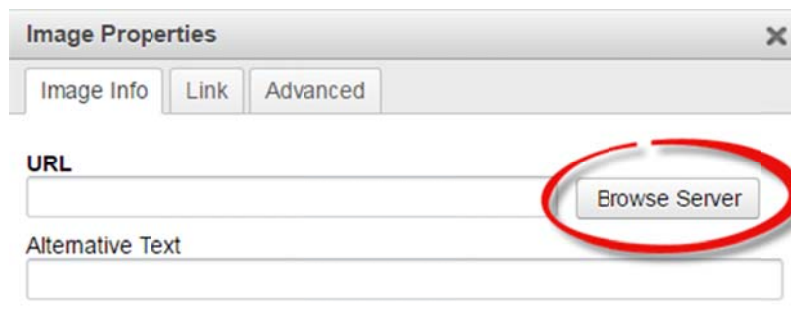 Image Properties
Image Info Link Advanced
URL
Browse Server
Alternative Text